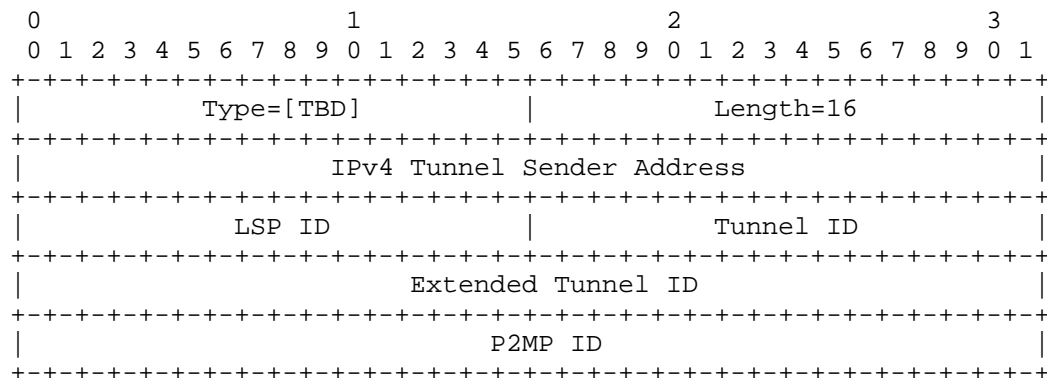 0                   1                   2                   3
 0 1 2 3 4 5 6 7 8 9 0 1 2 3 4 5 6 7 8 9 0 1 2 3 4 5 6 7 8 9 0 1
+-+-+-+-+-+-+-+-+-+-+-+-+-+-+-+-+-+-+-+-+-+-+-+-+-+-+-+-+-+-+-+-+
|           Type=[TBD]          |           Length=16           |
+-+-+-+-+-+-+-+-+-+-+-+-+-+-+-+-+-+-+-+-+-+-+-+-+-+-+-+-+-+-+-+-+
|                   IPv4 Tunnel Sender Address                  |
+-+-+-+-+-+-+-+-+-+-+-+-+-+-+-+-+-+-+-+-+-+-+-+-+-+-+-+-+-+-+-+-+
|             LSP ID            |           Tunnel ID           |
+-+-+-+-+-+-+-+-+-+-+-+-+-+-+-+-+-+-+-+-+-+-+-+-+-+-+-+-+-+-+-+-+
|                        Extended Tunnel ID                     |
+-+-+-+-+-+-+-+-+-+-+-+-+-+-+-+-+-+-+-+-+-+-+-+-+-+-+-+-+-+-+-+-+
|                             P2MP ID                           |
+-+-+-+-+-+-+-+-+-+-+-+-+-+-+-+-+-+-+-+-+-+-+-+-+-+-+-+-+-+-+-+-+